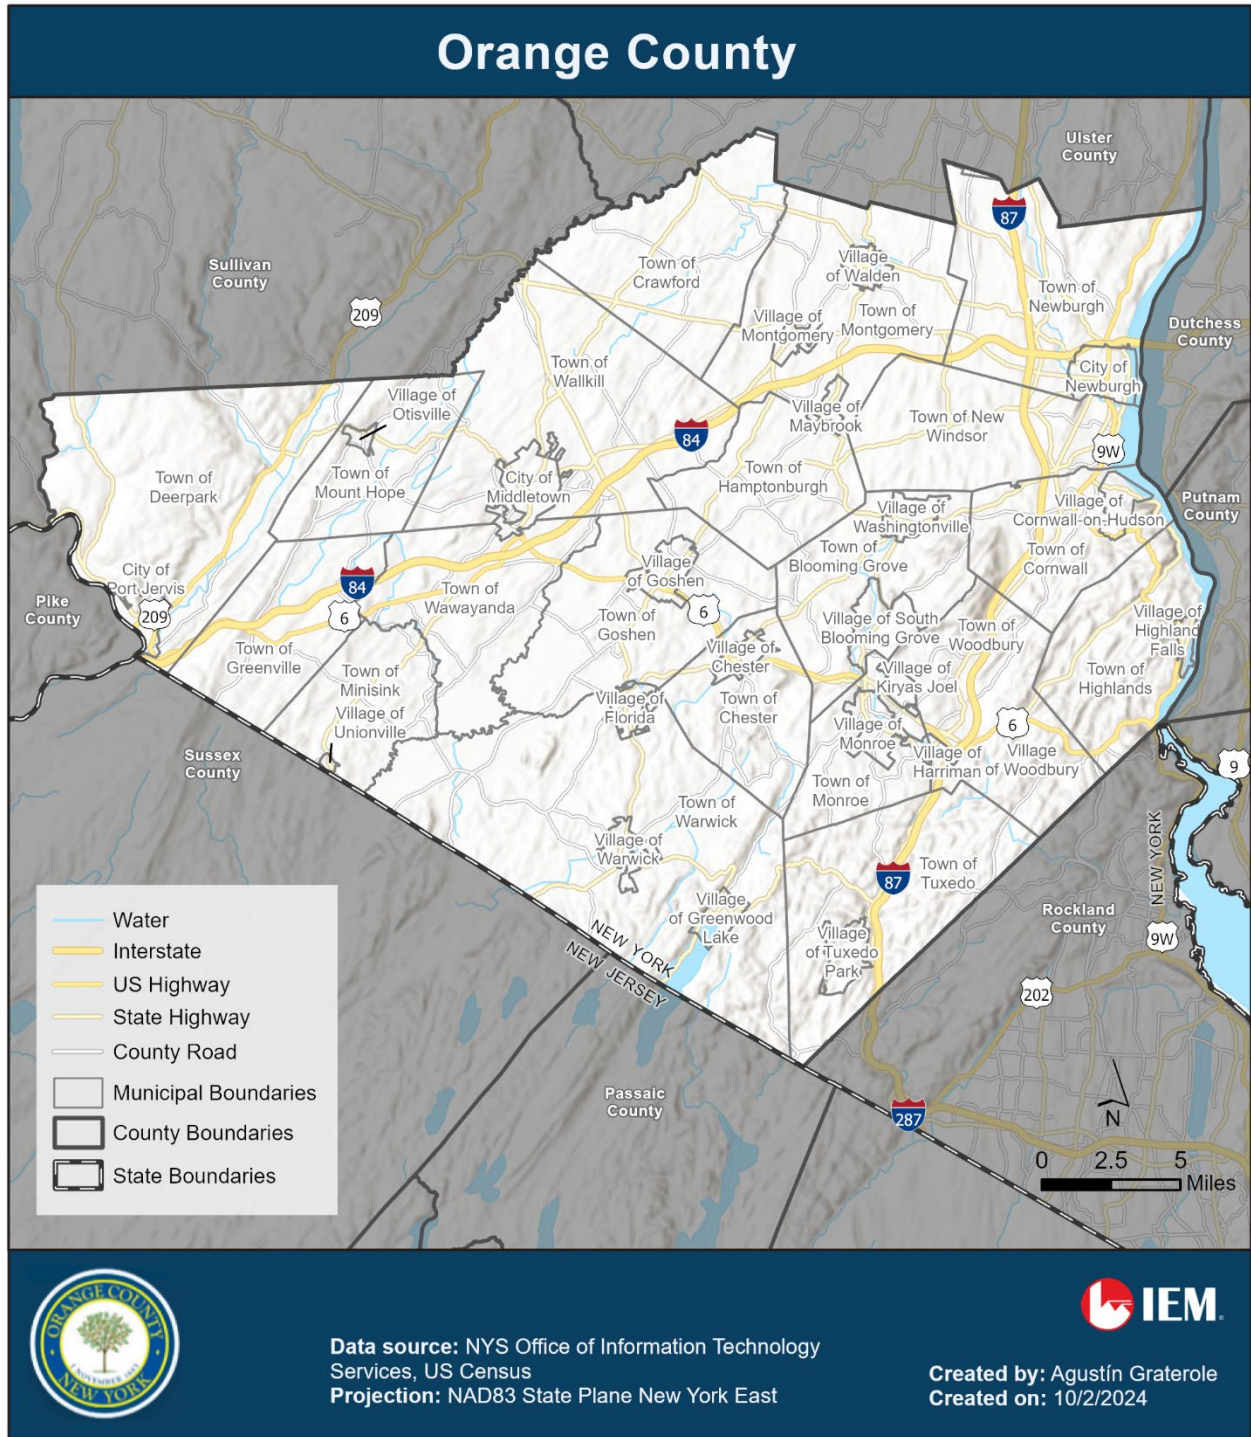 Orange County
Ulster
County
87
Sullivan
County
209
Town of
Crawford
Village
of Walden
Town of
Newburgh
Village of
Montgomery
Town of
Montgomery
Dutchess
County
Town of
Wallkill
City of
Newburgh
Village of
Otisville
Village of
Maybrook
Town of New
Windsor
84
9W
Town of
Deerpark
Town of
Mount Hope
City of
Middletown
Town of
Hamptonburgh
Village of
Washingtonville
Village of
Cornwall-on-Hudson
Putnam
County
Town of
Blooming Grove
Town of
Cornwall
City of
Port Jervis
Village
of Goshen
84
Pike
County
209
6
Town of
Wawayanda
6
Town of
Goshen
Village of South
Blooming Grove
Town of
Woodbury
Village of
Highland
Falls
Town of
Greenville
Village of
Chester
Town of
Minisink
Village of
Kiryas Joel
Town of
Highlands
Village of
Unionville
Village of
Florida
Town of
Chester
Village of
Monroe
6
Sussex
County
Village of
Harriman
Village
of Woodbury
9
Town of
Monroe
Town of
Warwick
Village of
Warwick
87
Town of
Tuxedo
NEW YORK
Village
of Greenwood
Lake
Rockland
County
Village
of Tuxedo
Park
9W
NEW YORK
NEW JERSEY
202
Passaic
County
287
Water
Interstate
US Highway
State Highway
County Road
Municipal Boundaries
County Boundaries
State Boundaries
N
0 2.5 5
Miles
ORANGE COUNTY
1 NOVEMBER 1683
NEW YORK
Data source: NYS Office of Information Technology
Services, US Census
Projection: NAD83 State Plane New York East
IEM
Created by: Agustín Graterole
Created on: 10/2/2024